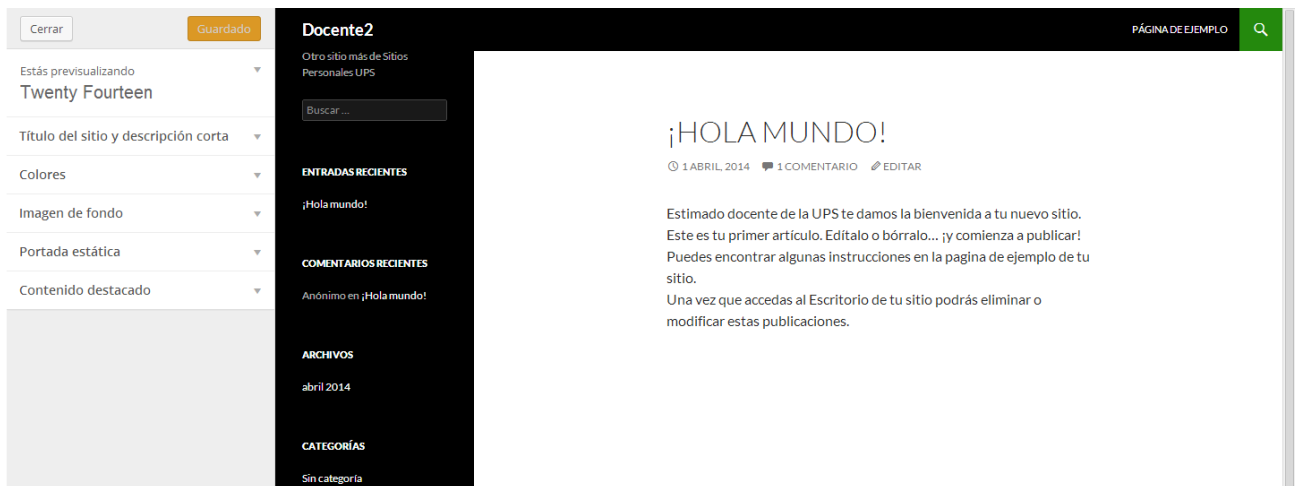 Cerrar
Guardado
Estás previsualizando
Twenty Fourteen
Título del sitio y descripción corta
Colores
Imagen de fondo
Portada estática
Contenido destacado
Docente2
Otro sitio más de Sitios
Personales UPS
Buscar ...
ENTRADAS RECIENTES
¡Hola mundo!
COMENTARIOS RECIENTES
Anónimo en ¡Hola mundo!
ARCHIVOS
abril 2014
CATEGORÍAS
Sin categoría
PÁGINA DE EJEMPLO
¡HOLA MUNDO!
1 ABRIL, 2014 1 COMENTARIO EDITAR
Estimado docente de la UPS te damos la bienvenida a tu nuevo sitio.
Este es tu primer artículo. Edítalo o bórralo… ¡y comienza a publicar!
Puedes encontrar algunas instrucciones en la pagina de ejemplo de tu
sitio.
Una vez que accedas al Escritorio de tu sitio podrás eliminar o
modificar estas publicaciones.